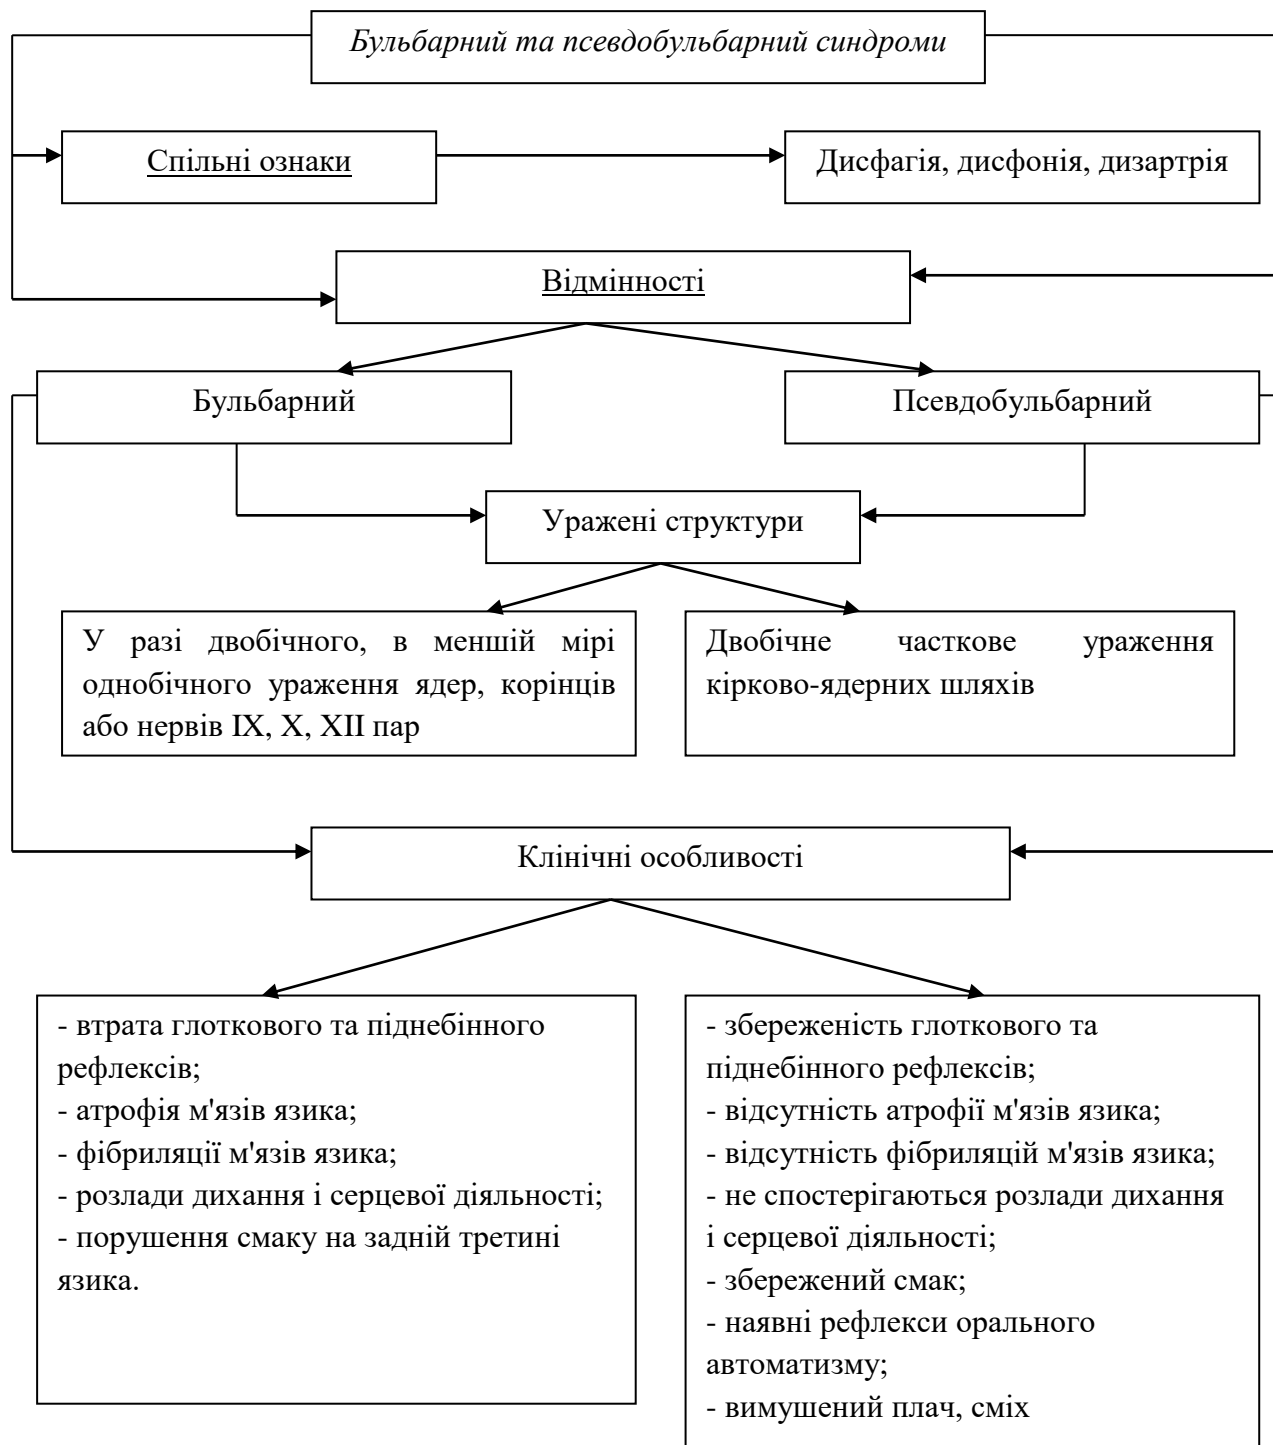 Бульбарний та псевдобульбарний синдроми
Спільні ознаки
Дисфагія, дисфонія, дизартрія
Відмінності
Бульбарний
Псевдобульбарний
Уражені структури
У разі двобічного, в меншій мірі
однобічного ураження ядер, корінців
або нервів IX, X, XII пар
Двобічне часткове ураження
кірково-ядерних шляхів
Клінічні особливості
- втрата глоткового та піднебінного
рефлексів;
- атрофія м'язів язика;
- фібриляції м'язів язика;
- розлади дихання і серцевої діяльності;
- порушення смаку на задній третині
язика.
- збереженість глоткового та
піднебінного рефлексів;
- відсутність атрофії м'язів язика;
- відсутність фібриляцій м'язів язика;
- не спостерігаються розлади дихання
і серцевої діяльності;
- збережений смак;
- наявні рефлекси орального
автоматизму;
- вимушений плач, сміх